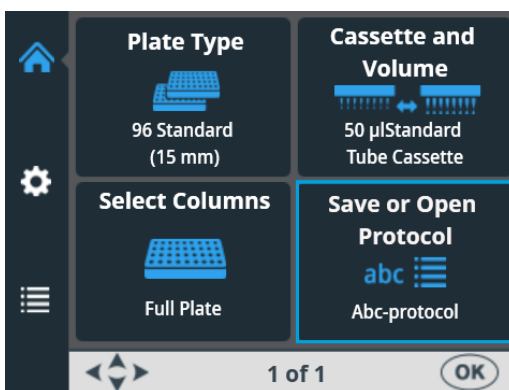 Plate Type
96 Standard
(15 mm)
Cassette and
Volume
50 µlStandard
Tube Cassette
Select Columns
Full Plate
Save or Open
Protocol
abc
Abc-protocol
1 of 1
OK